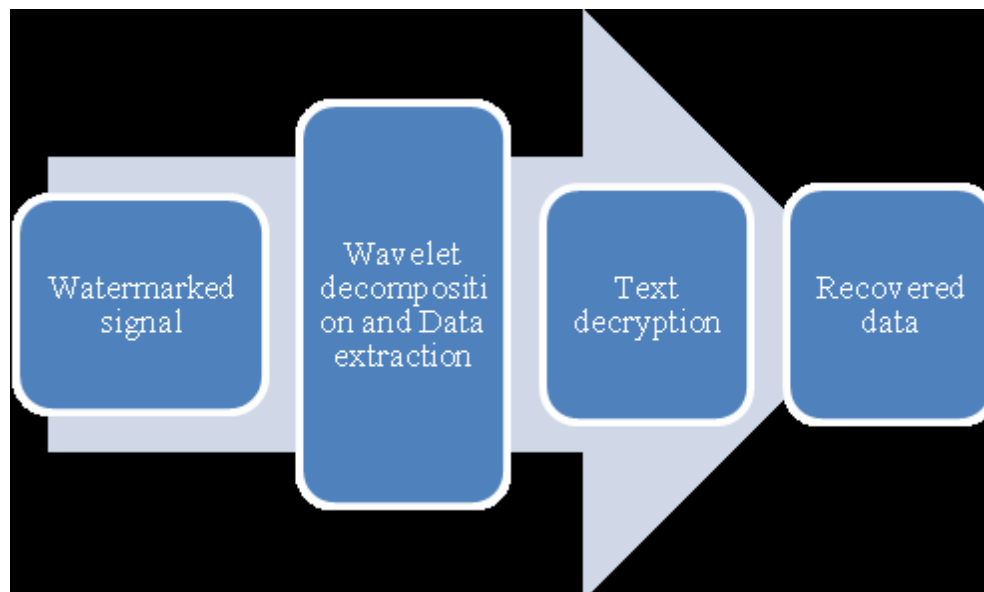 Watermarked
signal
Wavelet
decompositi
on and Data
extraction
Text
decryption
Recovered
data